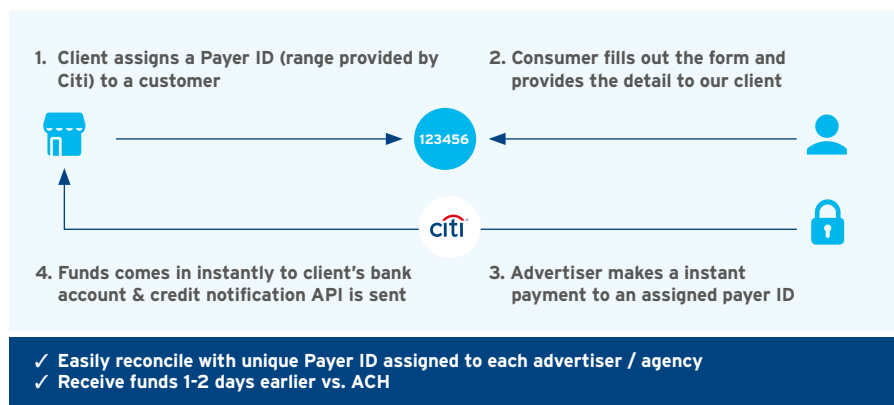 1. Client assigns a Payer ID (range provided by
Citi) to a customer
2. Consumer fills out the form and
provides the detail to our client
123456
citi
4. Funds comes in instantly to client's bank
account & credit notification API is sent
3. Advertiser makes a instant
payment to an assigned payer ID
✓ Easily reconcile with unique Payer ID assigned to each advertiser / agency
✓ Receive funds 1-2 days earlier vs. ACH